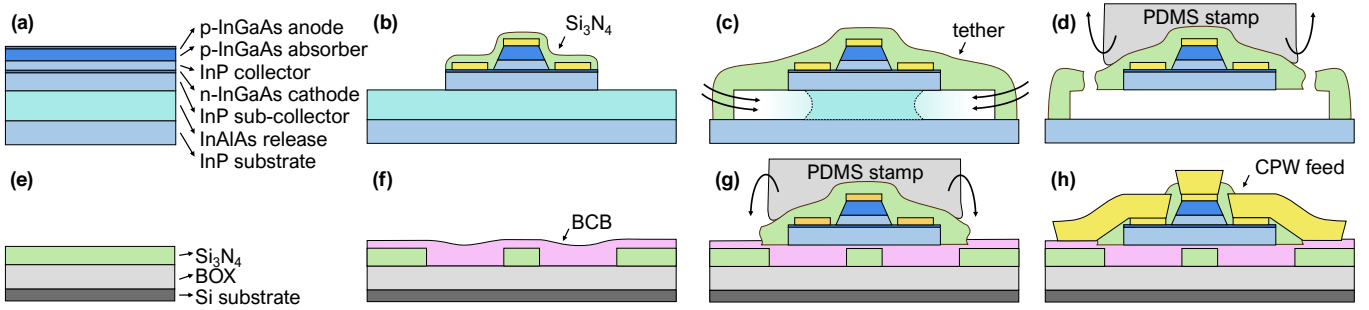 (a)
p-InGaAs anode
p-InGaAs absorber
InP collector
n-InGaAs cathode
InP sub-collector
InAlAs release
InP substrate
(b)
Si₃N₄
(c)
tether
(d)
PDMS stamp
(e)
Si₃N₄
BOX
Si substrate
(f)
BCB
(g)
PDMS stamp
(h)
CPW feed